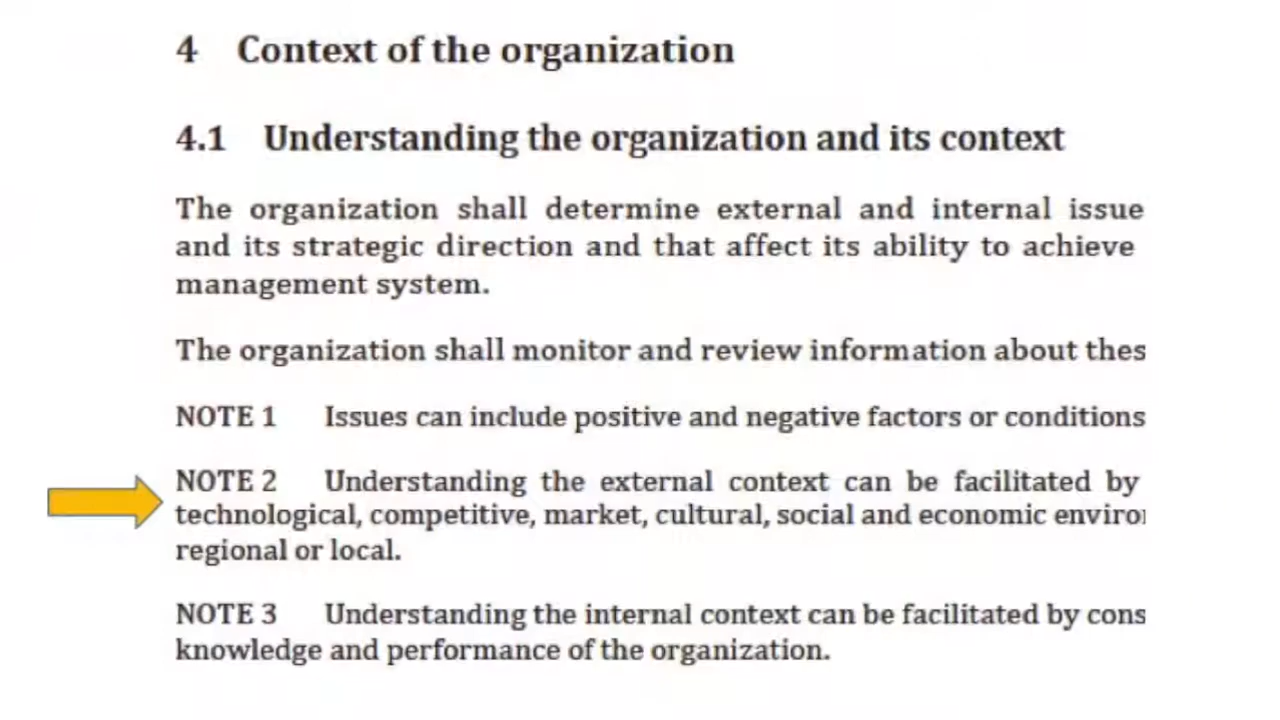 4 Context of the organization
4.1 Understanding the organization and its context
The organization shall determine external and internal issue
and its strategic direction and that affect its ability to achieve
management system.
The organization shall monitor and review information about thes
NOTE 1 Issues can include positive and negative factors or conditions
NOTE 2 Understanding the external context can be facilitated by
technological, competitive, market, cultural, social and economic enviro
regional or local.
NOTE 3 Understanding the internal context can be facilitated by cons
knowledge and performance of the organization.